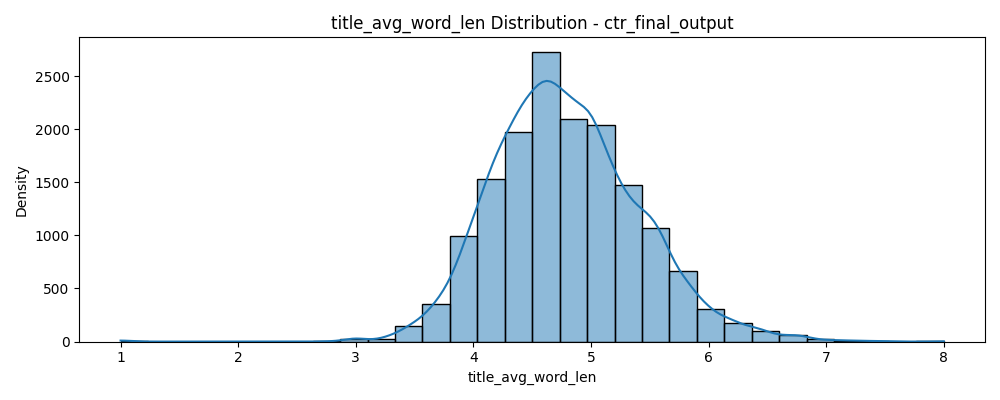 title_avg_word_len Distribution - ctr_final_output
Density
2500
2000
1500
1000
500
0
1 2 3 4 5 6 7 8
title_avg_word_len